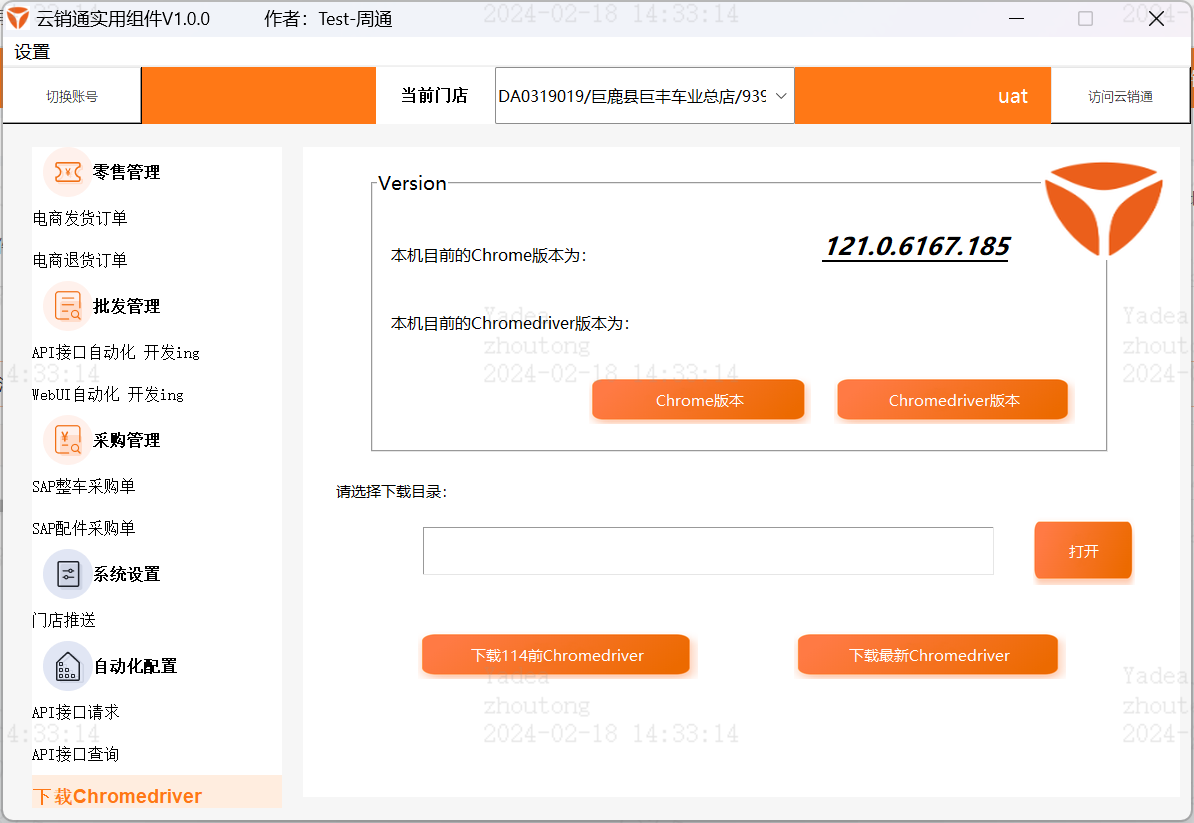 云销通实用组件V1.0.0 作者：Test-周通
设置
切换账号 当前门店 DA0319019/巨鹿县巨丰车业总店/939 uat 访问云销通
零售管理
电商发货订单
电商退货订单
批发管理
API接口自动化 开发ing
WebUI自动化 开发ing
采购管理
SAP整车采购单
SAP配件采购单
系统设置
门店推送
自动化配置
API接口请求
API接口查询
下载Chromedriver
Version
本机目前的Chrome版本为： 121.0.6167.185
本机目前的Chromedriver版本为：
Chrome版本 Chromedriver版本
请选择下载目录：
打开
下载114前Chromedriver 下载最新Chromedriver
2024-02-18 14:33:14
Yadea
zhoutong
2024-02-18 14:33:14
Yadea
zhout
2024-
4:33:14
Yadea
zhoutong
2024-02-18 14:33:14
Yadea
zhout
2024-
4:33:14